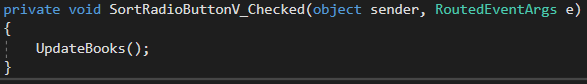 private void SortRadioButtonV_Checked(object sender, RoutedEventArgs e)
{
    UpdateBooks();
}